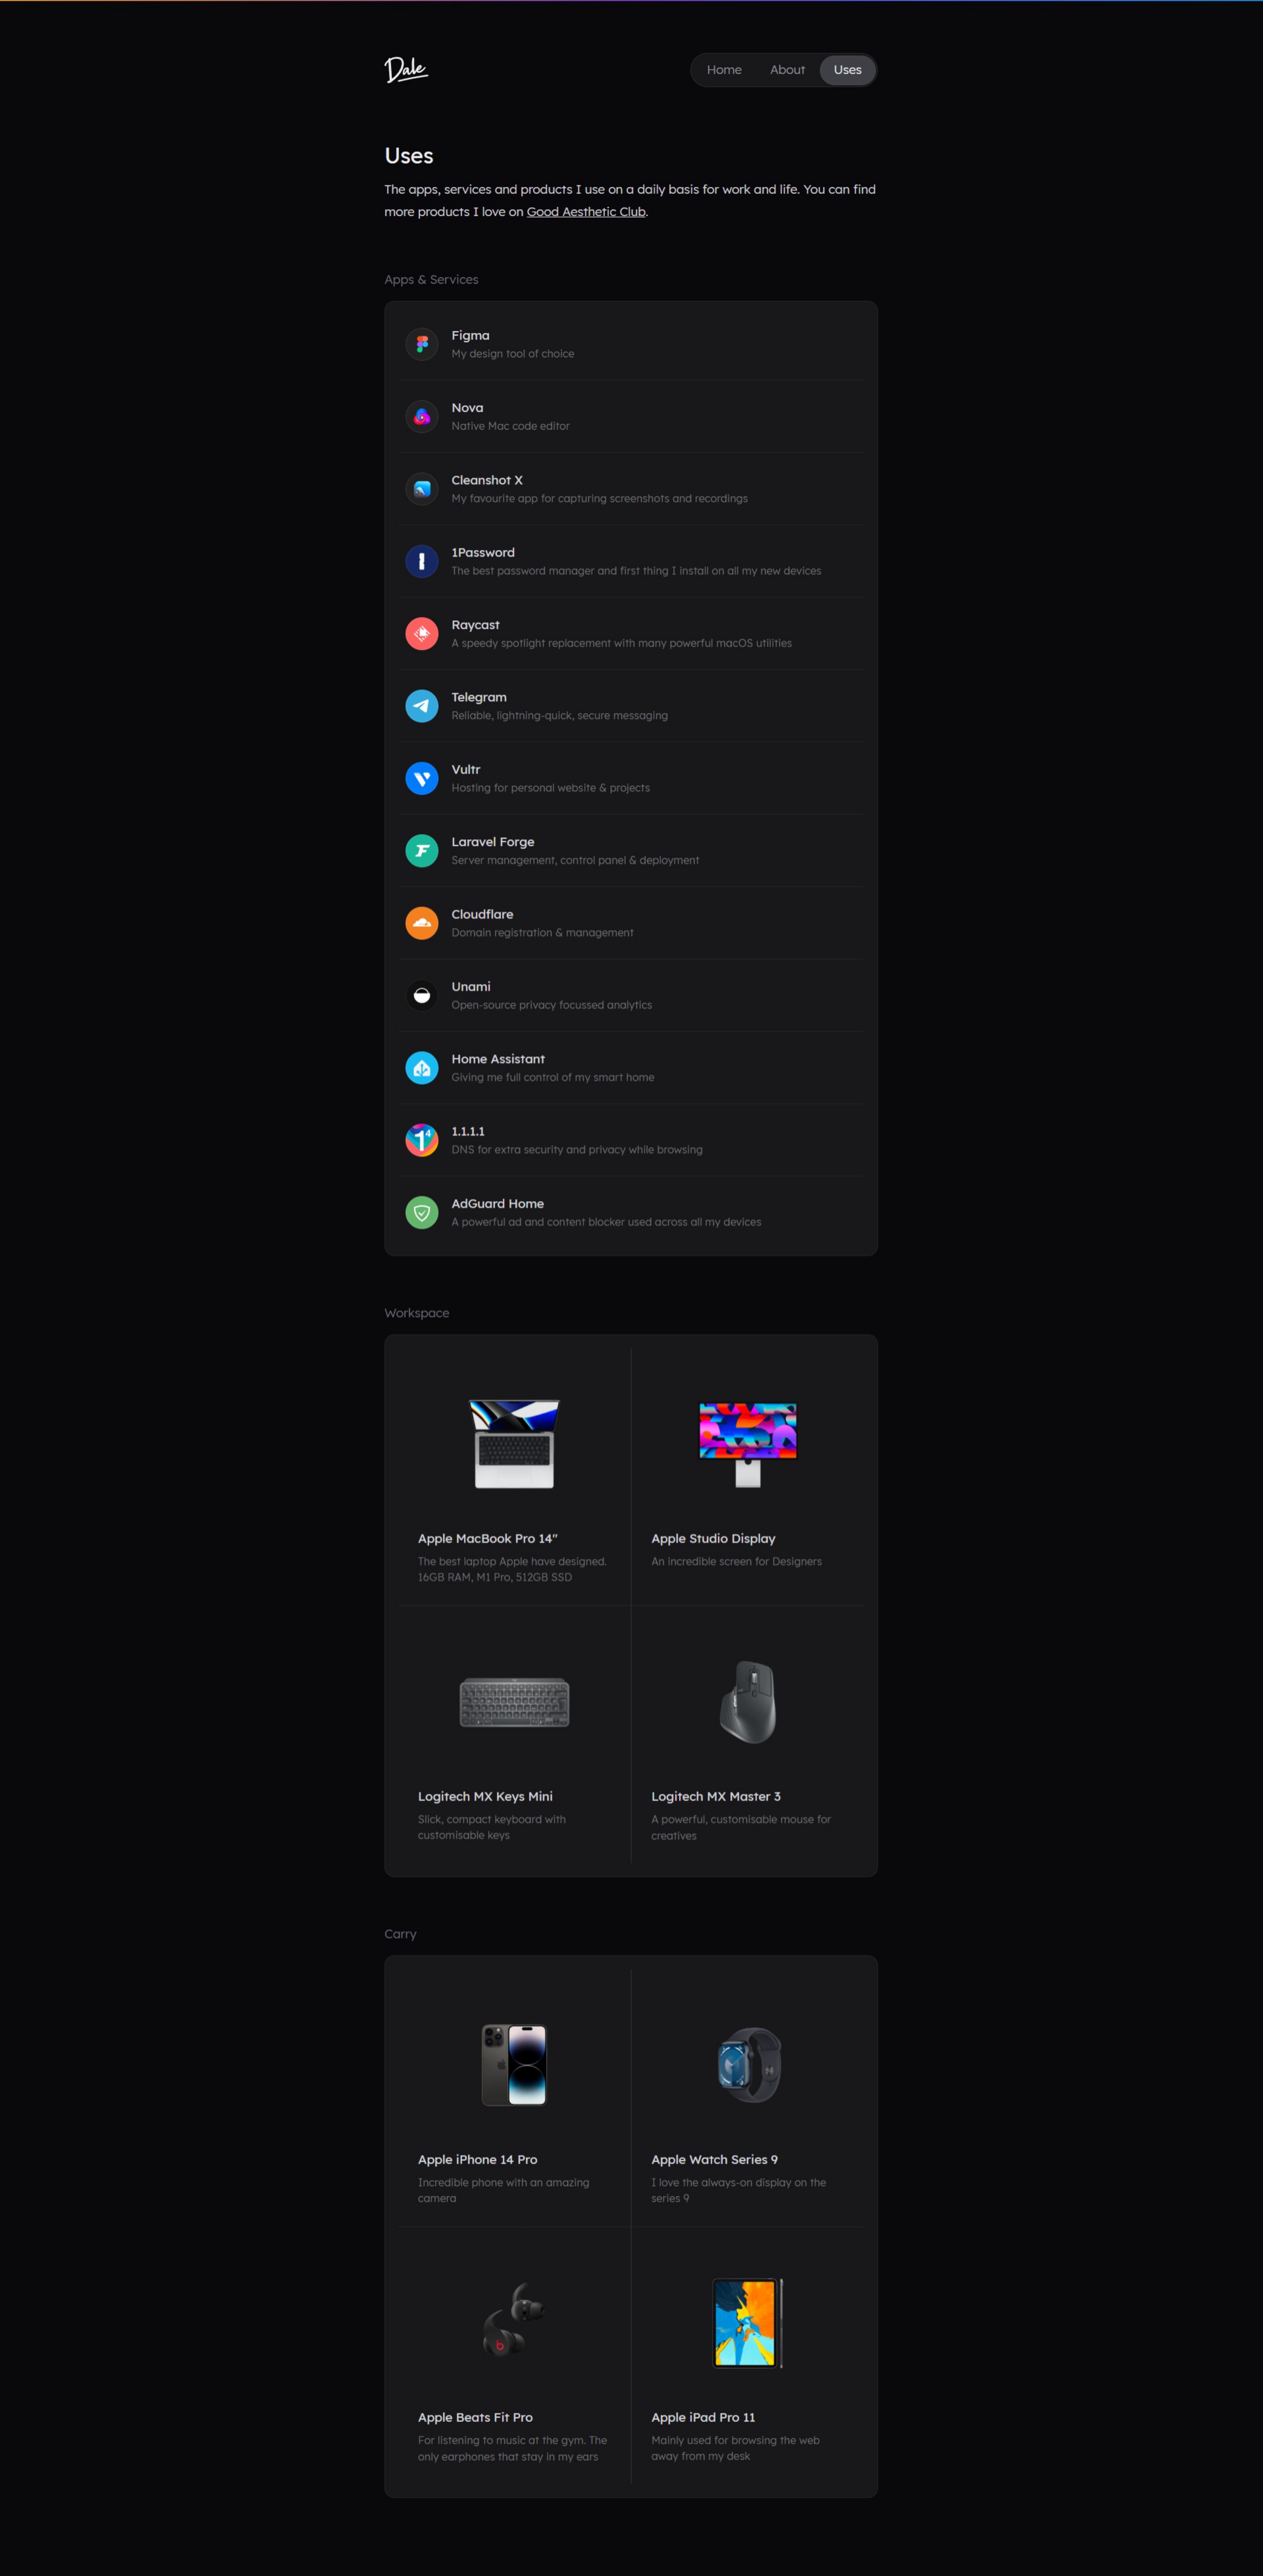 Dale
Home
About
Uses
Uses
The apps, services and products I use on a daily basis for work and life. You can find
more products I love on Good Aesthetic Club.
Apps & Services
Figma
My design tool of choice
Nova
Native Mac code editor
Cleanshot X
My favourite app for capturing screenshots and recordings
1Password
The best password manager and first thing I install on all my new devices
Raycast
A speedy spotlight replacement with many powerful macOS utilities
Telegram
Reliable, lightning-quick, secure messaging
Vultr
Hosting for personal website & projects
Laravel Forge
Server management, control panel & deployment
Cloudflare
Domain registration & management
Unami
Open-source privacy focussed analytics
Home Assistant
Giving me full control of my smart home
1.1.1.1
DNS for extra security and privacy while browsing
AdGuard Home
A powerful ad and content blocker used across all my devices
Workspace
Apple MacBook Pro 14"
The best laptop Apple have designed.
16GB RAM, M1 Pro, 512GB SSD
Apple Studio Display
An incredible screen for Designers
Logitech MX Keys Mini
Slick, compact keyboard with
customisable keys
Logitech MX Master 3
A powerful, customisable mouse for
creatives
Carry
Apple iPhone 14 Pro
Incredible phone with an amazing
camera
Apple Watch Series 9
I love the always-on display on the
series 9
Apple Beats Fit Pro
For listening to music at the gym. The
only earphones that stay in my ears
Apple iPad Pro 11
Mainly used for browsing the web
away from my desk